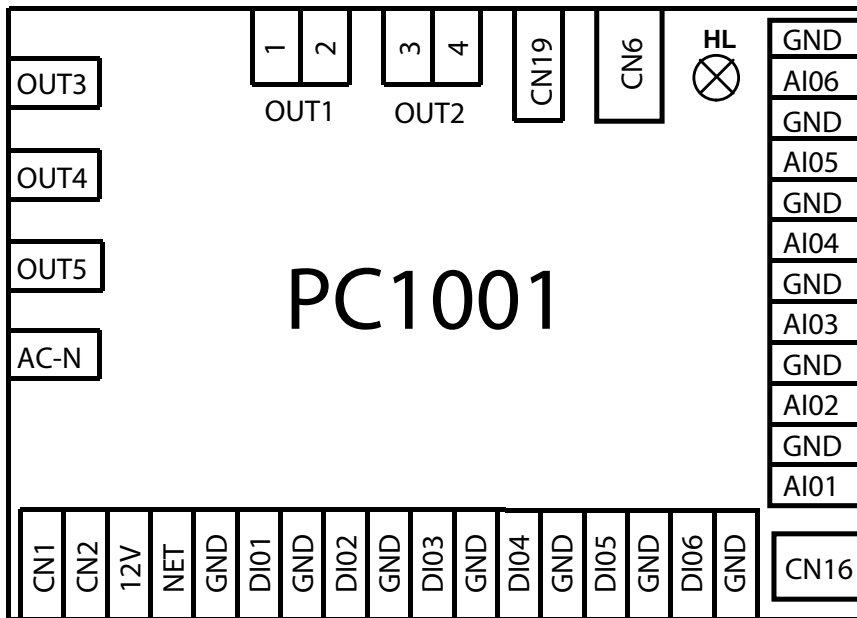 1
2
3
4
CN19
CN6
HL
OUT1
OUT2
OUT3
OUT4
OUT5
AC-N
PC1001
GND
AI06
GND
AI05
GND
AI04
GND
AI03
GND
AI02
GND
AI01
CN1
CN2
12V
NET
GND
DI01
GND
DI02
GND
DI03
GND
DI04
GND
DI05
GND
DI06
GND
CN16